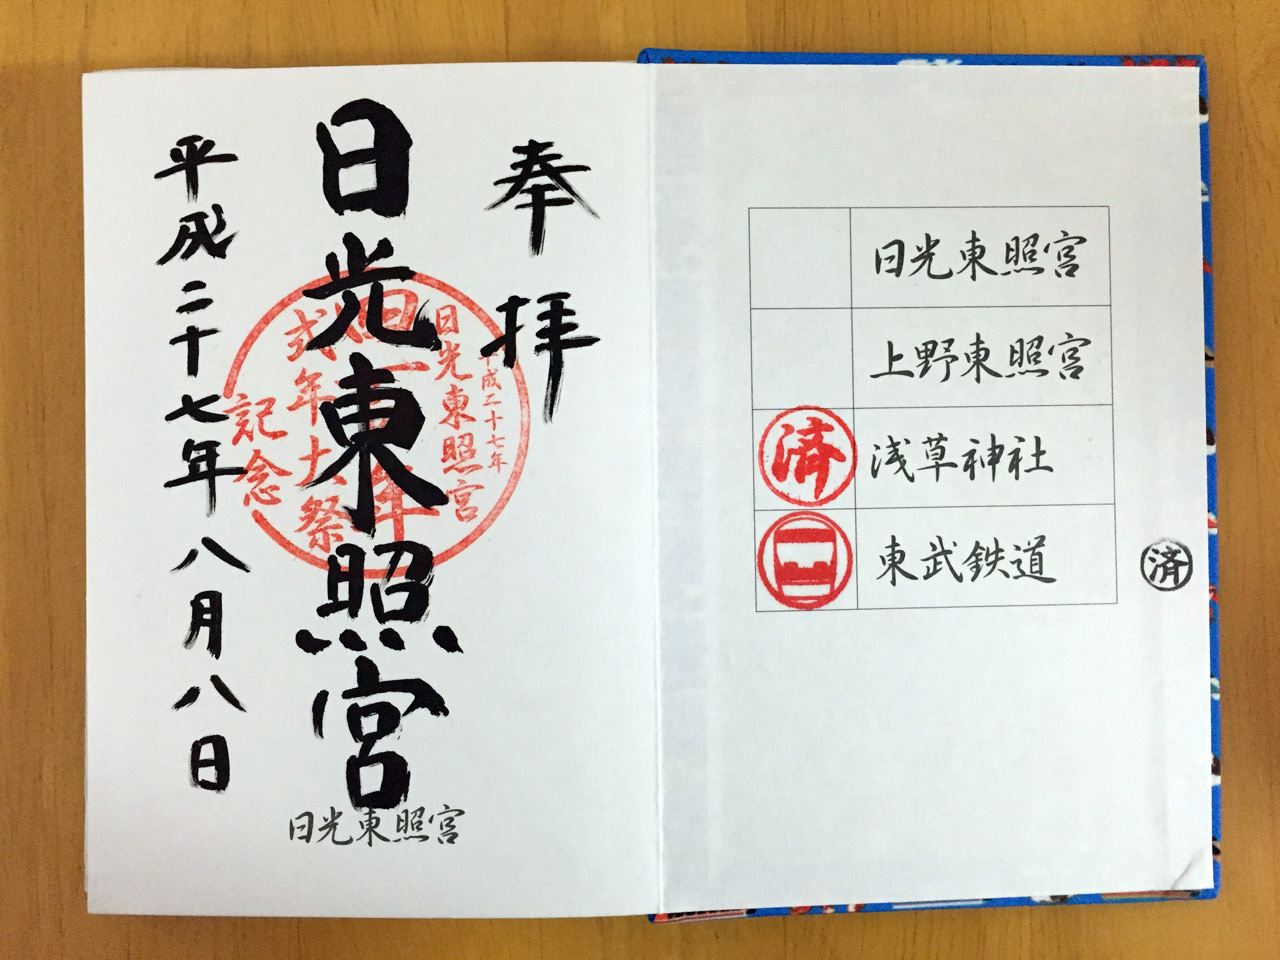 奉拝
日光東照宮
平成二十七年八月八日
平成二十七年
日光東照宮
四百年
式年大祭
記念
日光東照宮
日光東照宮
上野東照宮
済
浅草神社
東武鉄道
済